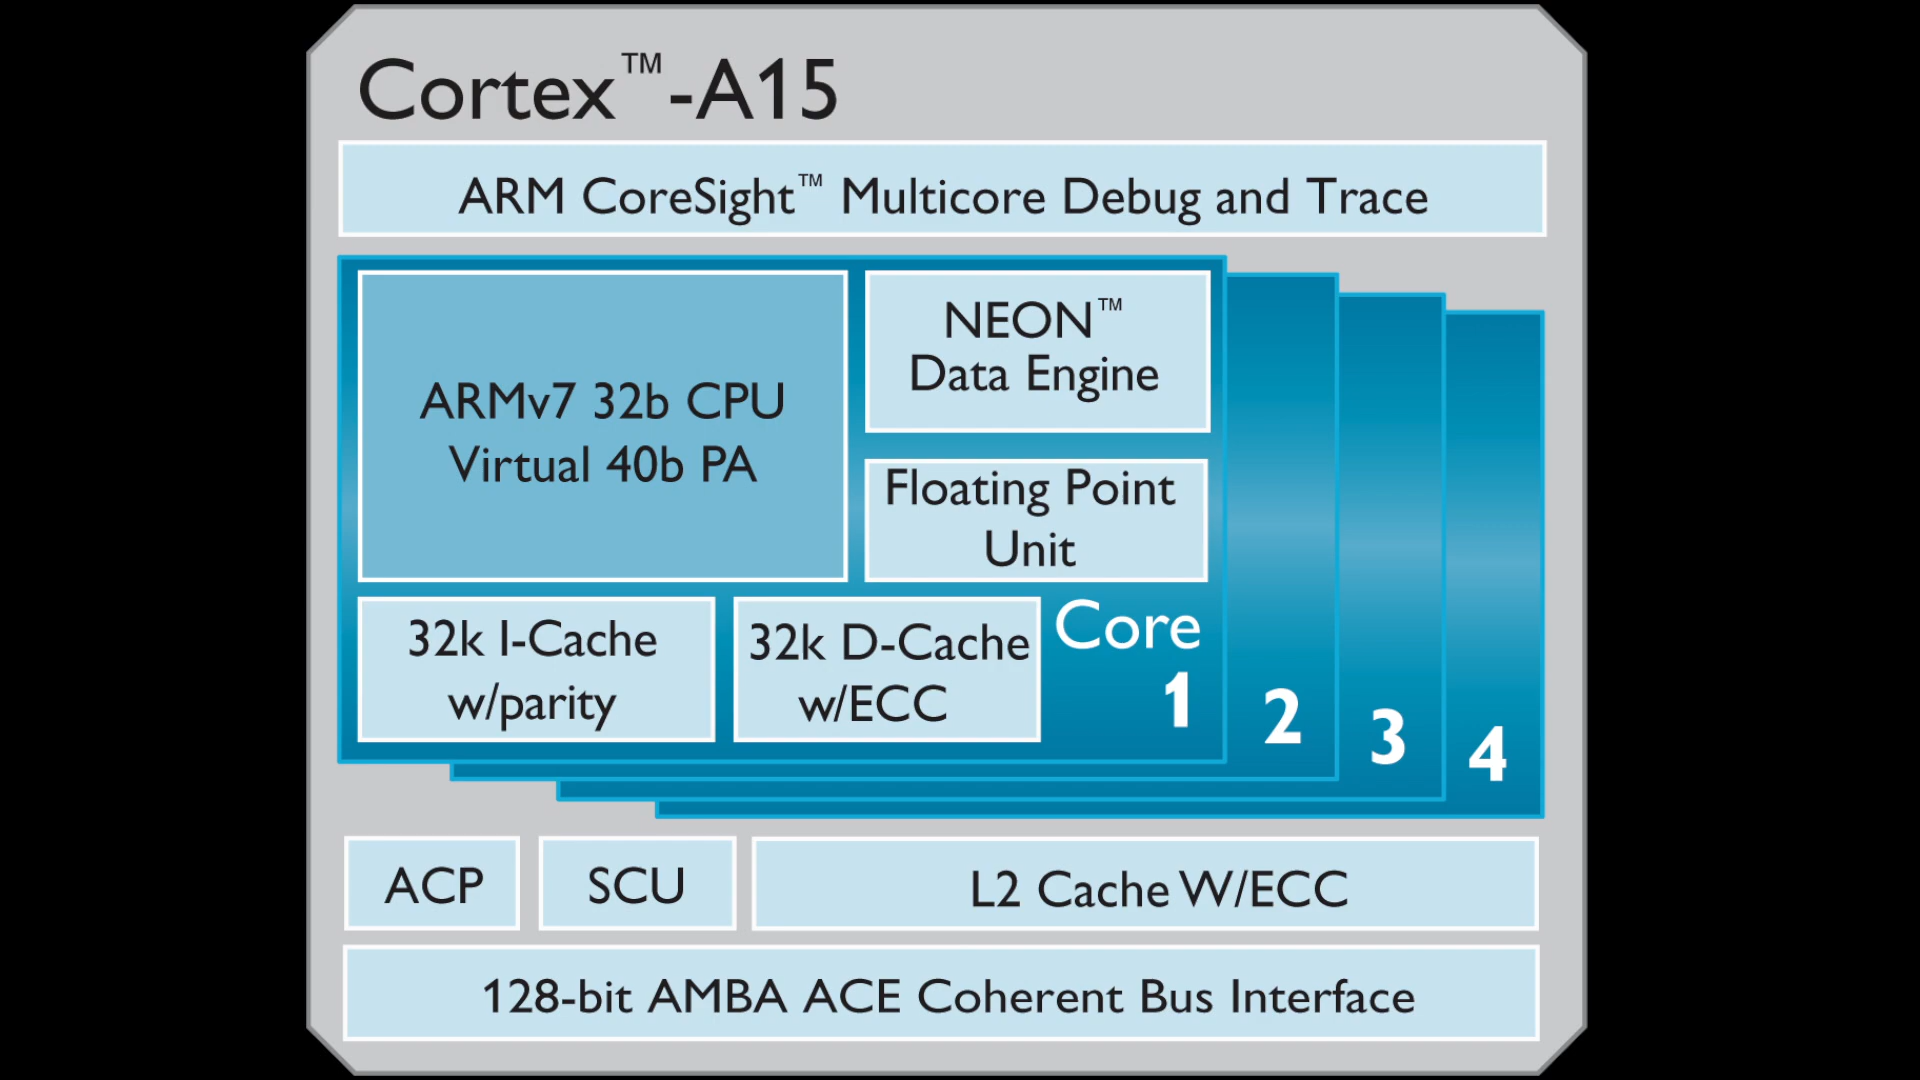 Cortex™-A15
ARM CoreSight™ Multicore Debug and Trace
ARMv7 32b CPU
Virtual 40b PA
NEON™
Data Engine
Floating Point
Unit
32k I-Cache
w/parity
32k D-Cache
w/ECC
Core
1
2
3
4
ACP
SCU
L2 Cache W/ECC
128-bit AMBA ACE Coherent Bus Interface